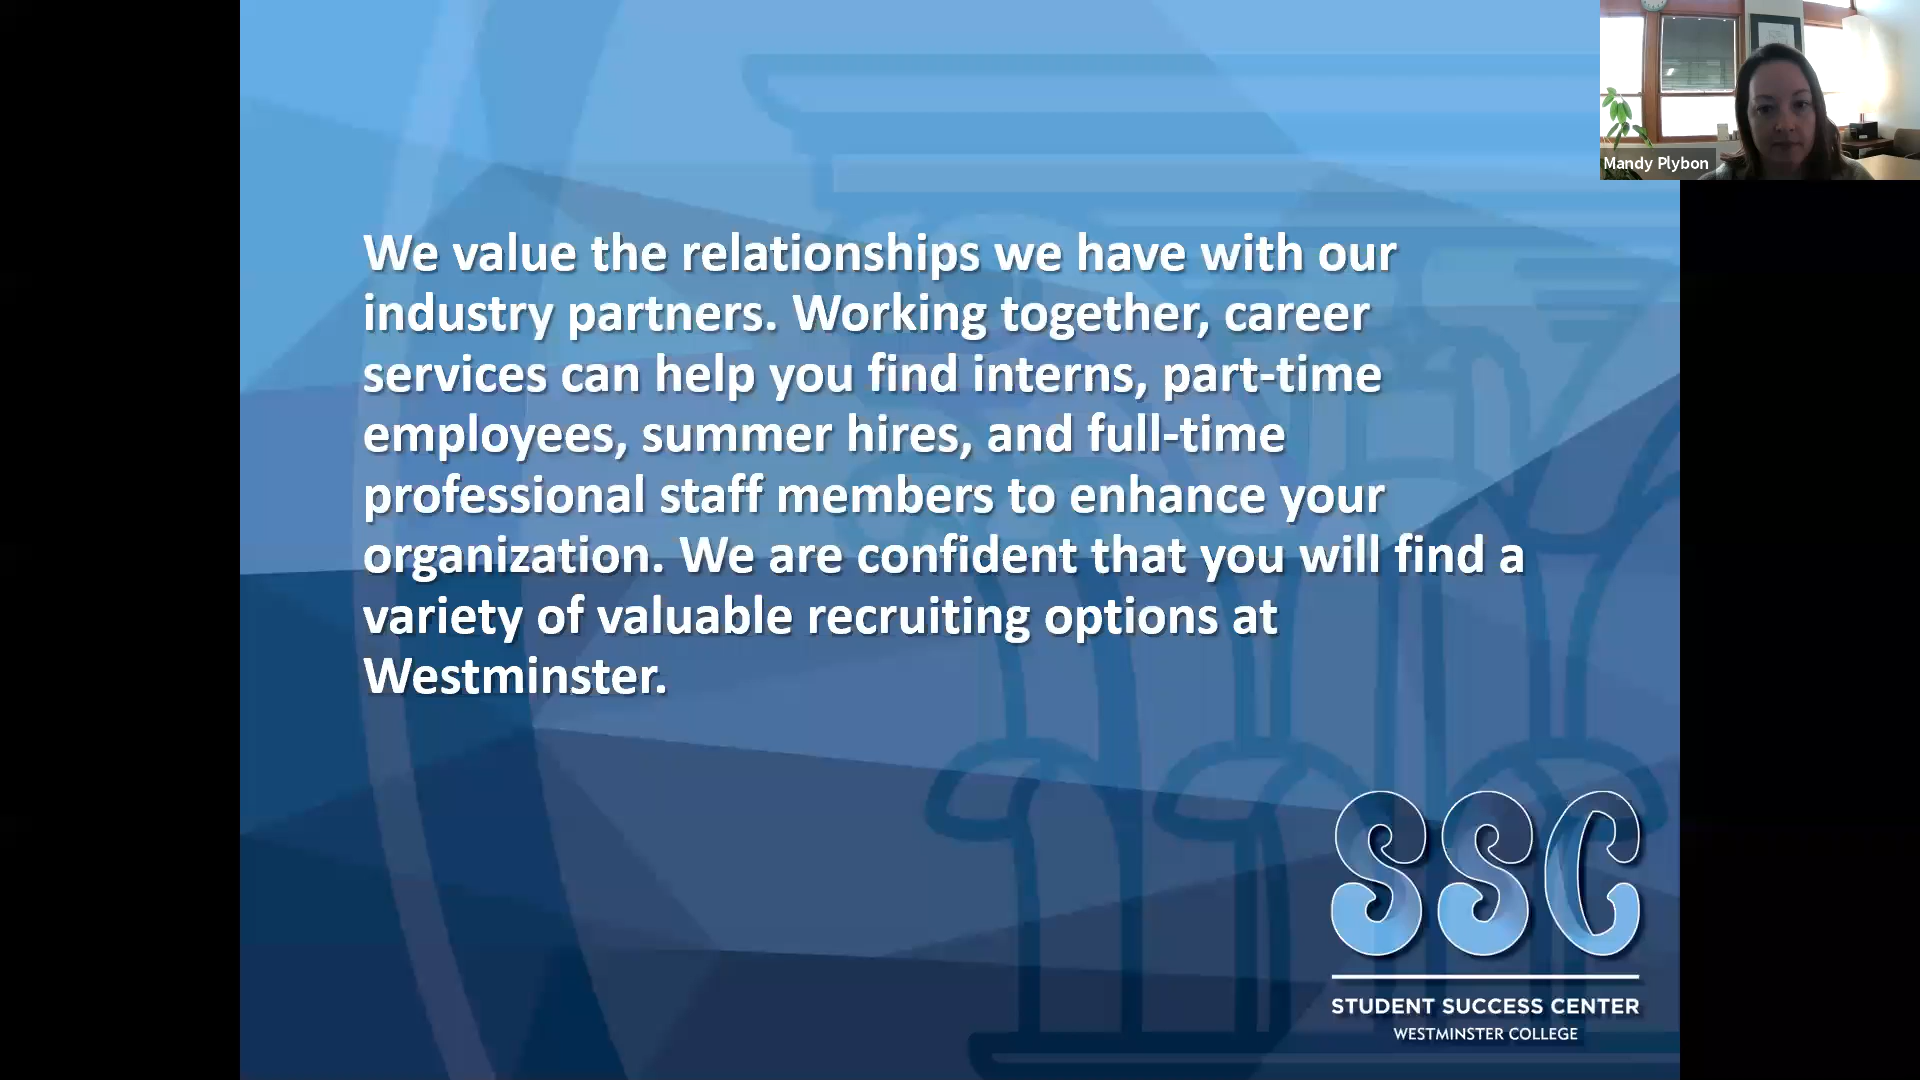 Mandy Plybon
We value the relationships we have with our
industry partners. Working together, career
services can help you find interns, part-time
employees, summer hires, and full-time
professional staff members to enhance your
organization. We are confident that you will find a
variety of valuable recruiting options at
Westminster.
SSC
STUDENT SUCCESS CENTER
WESTMINSTER COLLEGE